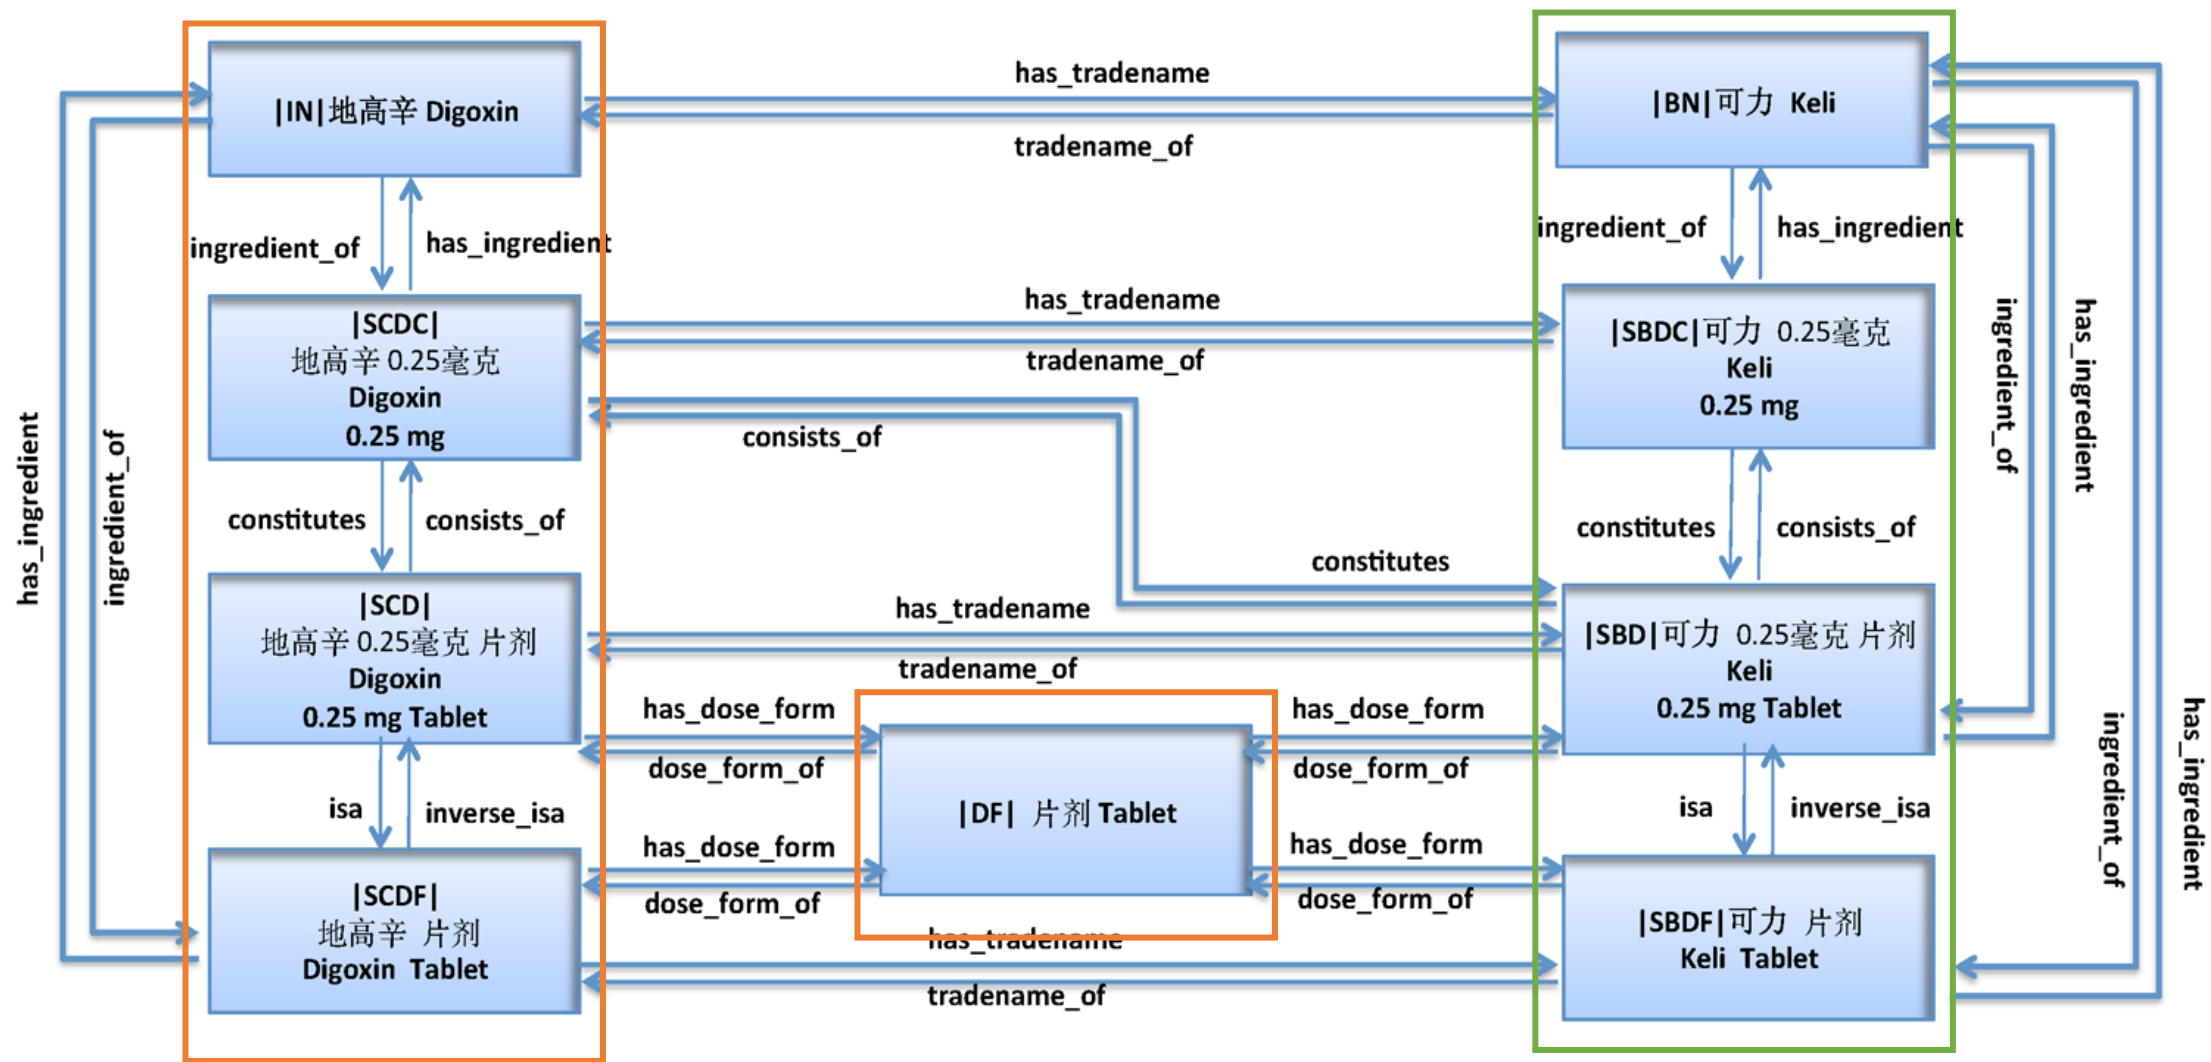 |IN|地高辛 Digoxin
has_tradename
tradename_of
|BN|可力 Keli
ingredient_of
has_ingredient
ingredient_of
has_ingredient
|SCDC|
地高辛 0.25毫克
Digoxin
0.25 mg
has_tradename
tradename_of
|SBDC|可力 0.25毫克
Keli
0.25 mg
consists_of
constitutes
constitutes
consists_of
constitutes
consists_of
has_ingredient
ingredient_of
ingredient_of
has_ingredient
|SCD|
地高辛 0.25毫克 片剂
Digoxin
0.25 mg Tablet
has_tradename
tradename_of
|SBD|可力 0.25毫克 片剂
Keli
0.25 mg Tablet
has_dose_form
dose_form_of
has_dose_form
dose_form_of
isa
inverse_isa
|DF| 片剂 Tablet
isa
inverse_isa
ingredient_of
has_ingredient
has_dose_form
dose_form_of
has_dose_form
dose_form_of
|SCDF|
地高辛 片剂
Digoxin Tablet
has_tradename
tradename_of
|SBDF|可力 片剂
Keli Tablet